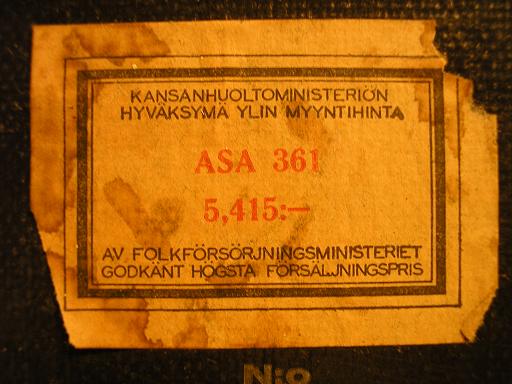 KANSANHUOLTOMINISTERIÖN
HYVÄKSYMÄ YLIN MYYNTIHINTA
ASA 361
5,415:—
AV FOLKFÖRSÖRJNINGSMINISTERIET
GODKÄNT HÖGSTA FÖRSÄLJNINGSPRIS
N:o